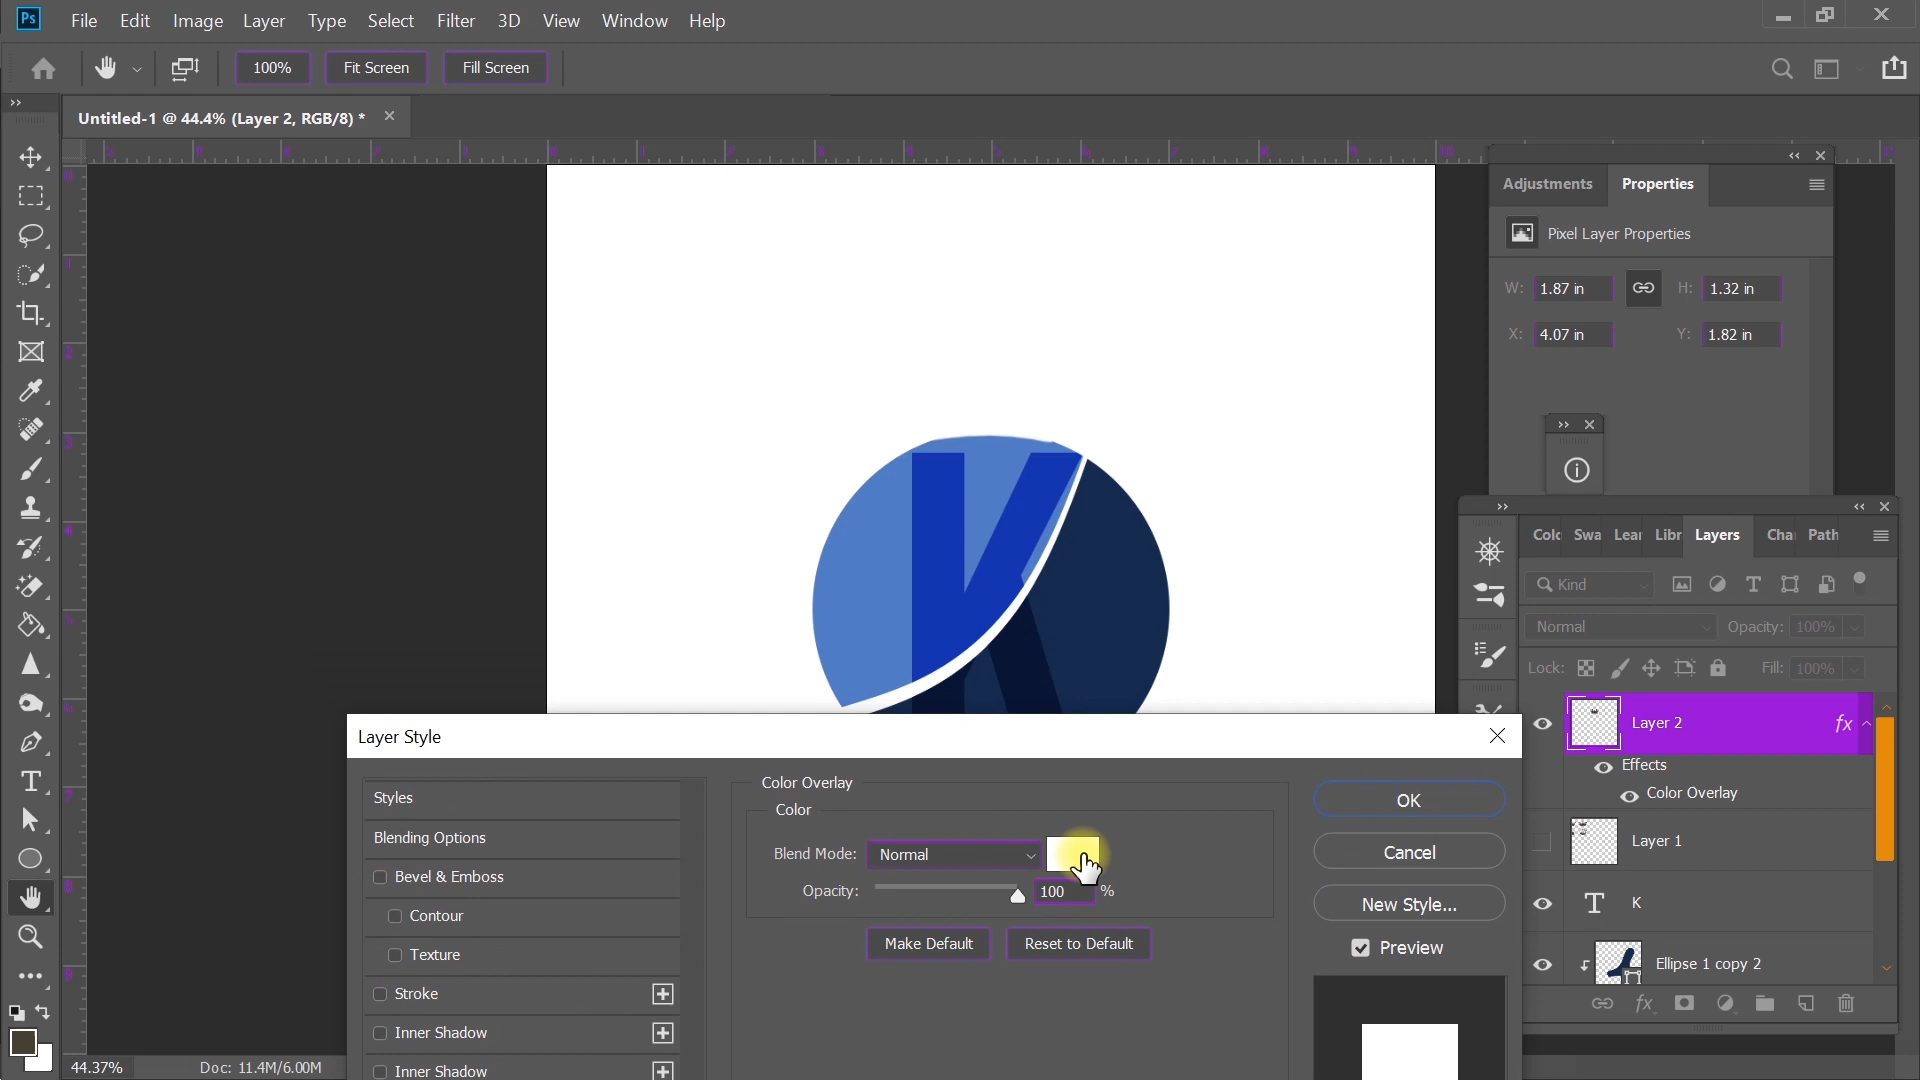 Ps File Edit Image Layer Type Select Filter 3D View Window Help
100% Fit Screen Fill Screen
Untitled-1 @ 44.4% (Layer 2, RGB/8) *
Adjustments Properties
Pixel Layer Properties
W: 1.87 in H: 1.32 in
X: 4.07 in Y: 1.82 in
Colc Swa Lear Libr Layers Cha Path
Kind
Normal Opacity: 100%
Lock: Fill: 100%
Layer 2 fx
Effects
Color Overlay
Layer 1
T K
Ellipse 1 copy 2
fx
K
Layer Style
Styles
Blending Options
Bevel & Emboss
Contour
Texture
Stroke
Inner Shadow
Inner Shadow
Color Overlay
Color
Blend Mode: Normal
Opacity: 100 %
Make Default Reset to Default
OK
Cancel
New Style...
Preview
44.37% Doc: 11.4M/6.00M